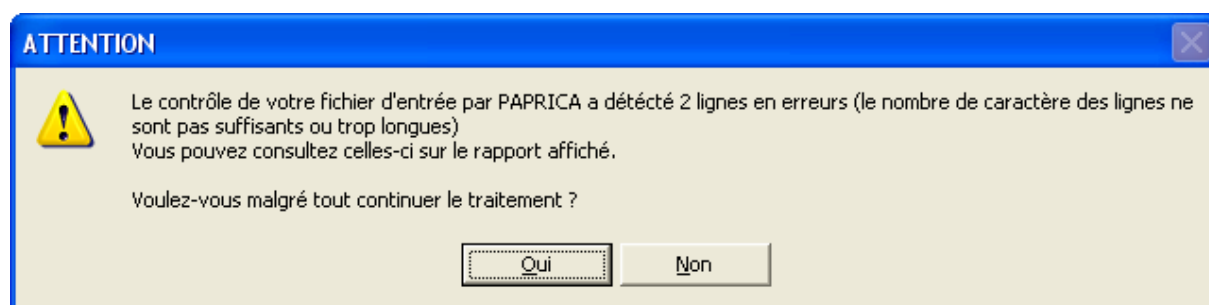 ATTENTION
Le contrôle de votre fichier d'entrée par PAPRICA a détécté 2 lignes en erreurs (le nombre de caractère des lignes ne
sont pas suffisants ou trop longues)
Vous pouvez consultez celles-ci sur le rapport affiché.
Voulez-vous malgré tout continuer le traitement ?
Oui
Non